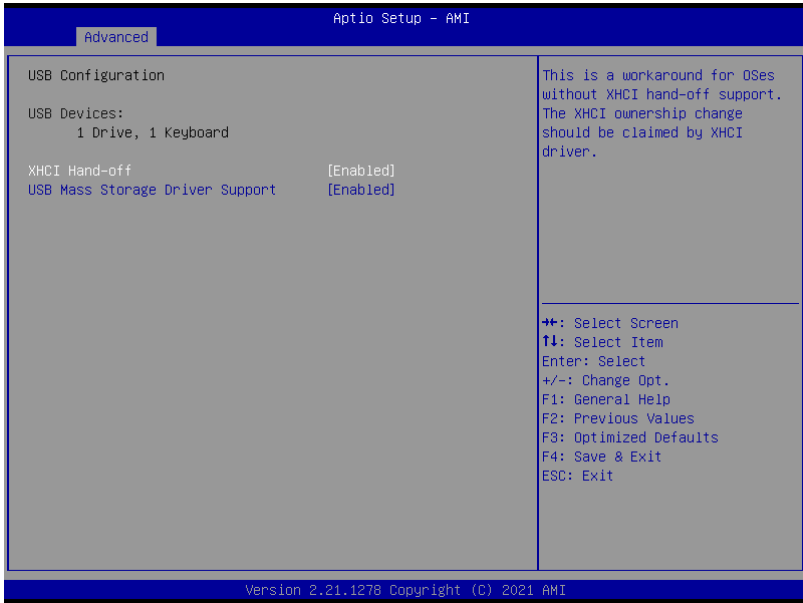 Aptio Setup – AMI
Advanced
USB Configuration
USB Devices:
1 Drive, 1 Keyboard
XHCI Hand-off [Enabled]
USB Mass Storage Driver Support [Enabled]
This is a workaround for OSes
without XHCI hand-off support.
The XHCI ownership change
should be claimed by XHCI
driver.
→←: Select Screen
↑↓: Select Item
Enter: Select
+/-: Change Opt.
F1: General Help
F2: Previous Values
F3: Optimized Defaults
F4: Save & Exit
ESC: Exit
Version 2.21.1278 Copyright (C) 2021 AMI